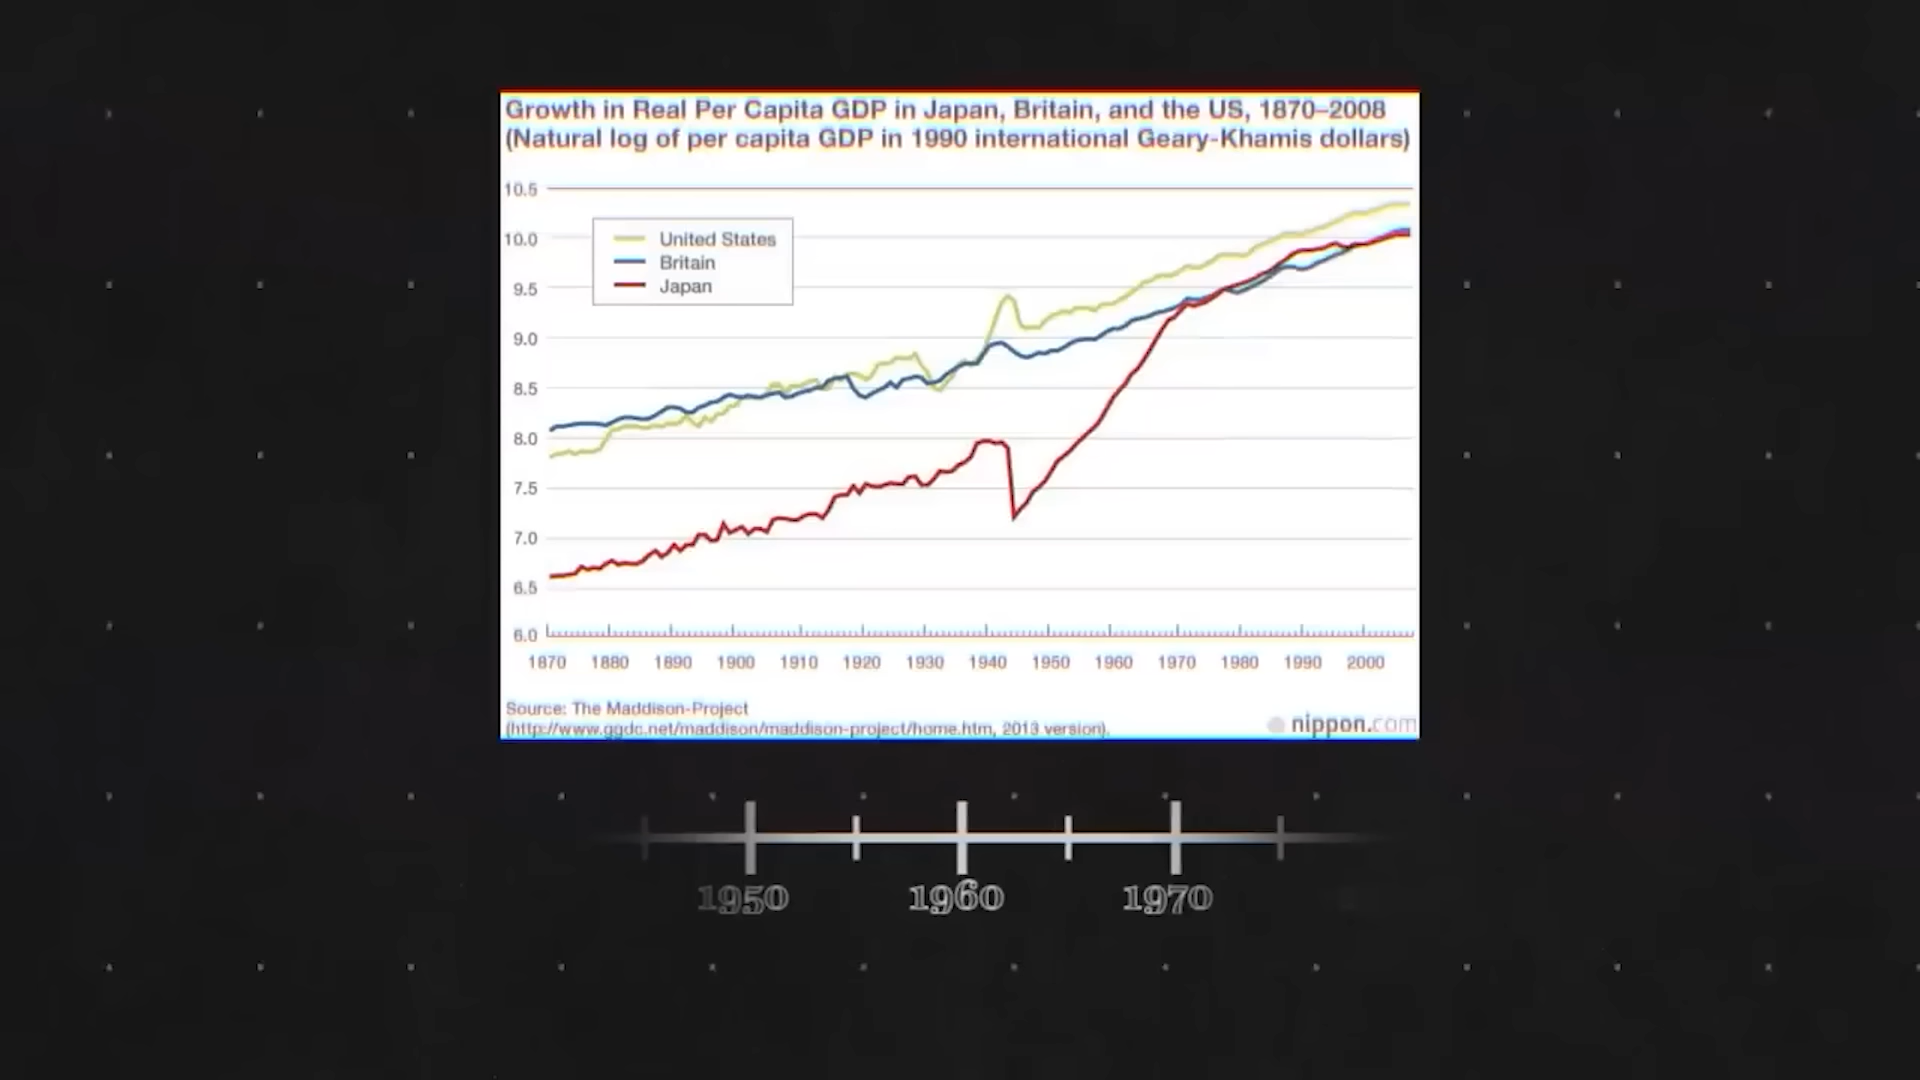 Growth in Real Per Capita GDP in Japan, Britain, and the US, 1870–2008
(Natural log of per capita GDP in 1990 international Geary-Khamis dollars)
10.5
United States
10.0
Britain
9.5
Japan
9.0
8.5
8.0
7.5
7.0
6.5
6.0
1870 1880 1890 1900 1910 1920 1930 1940 1950 1960 1970 1980 1990 2000
Source: The Maddison-Project
(http://www.ggdc.net/maddison/maddison-project/home.htm, 2013 version).
nippon.com
1950 1960 1970